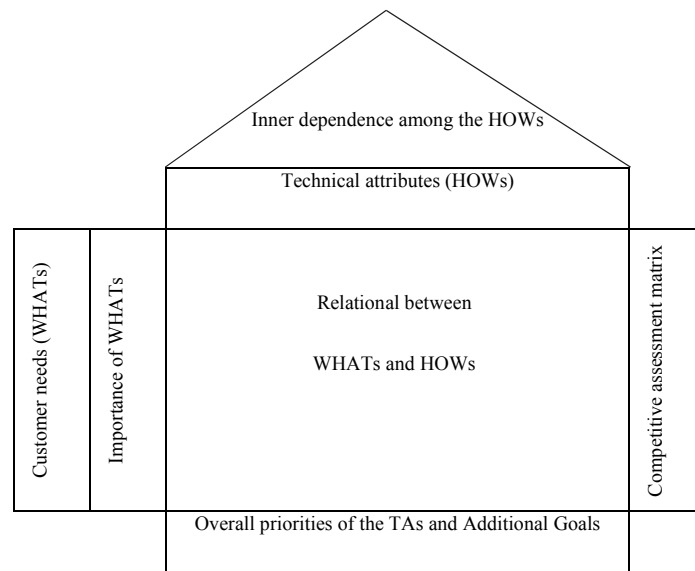 Inner dependence among the HOWs
Technical attributes (HOWs)
Customer needs (WHATs)
Importance of WHATs
Relational between
WHATs and HOWs
Competitive assessment matrix
Overall priorities of the TAs and Additional Goals